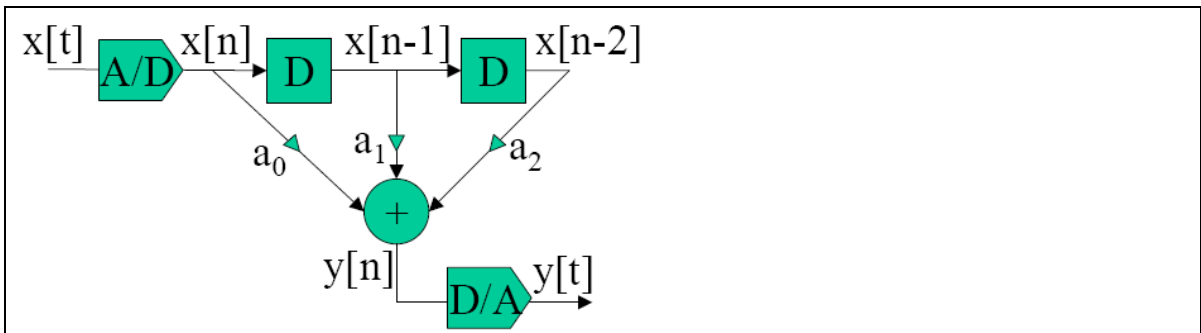 x[t] A/D x[n] D x[n-1] D x[n-2]
a0 a1 a2
+
y[n] D/A y[t]